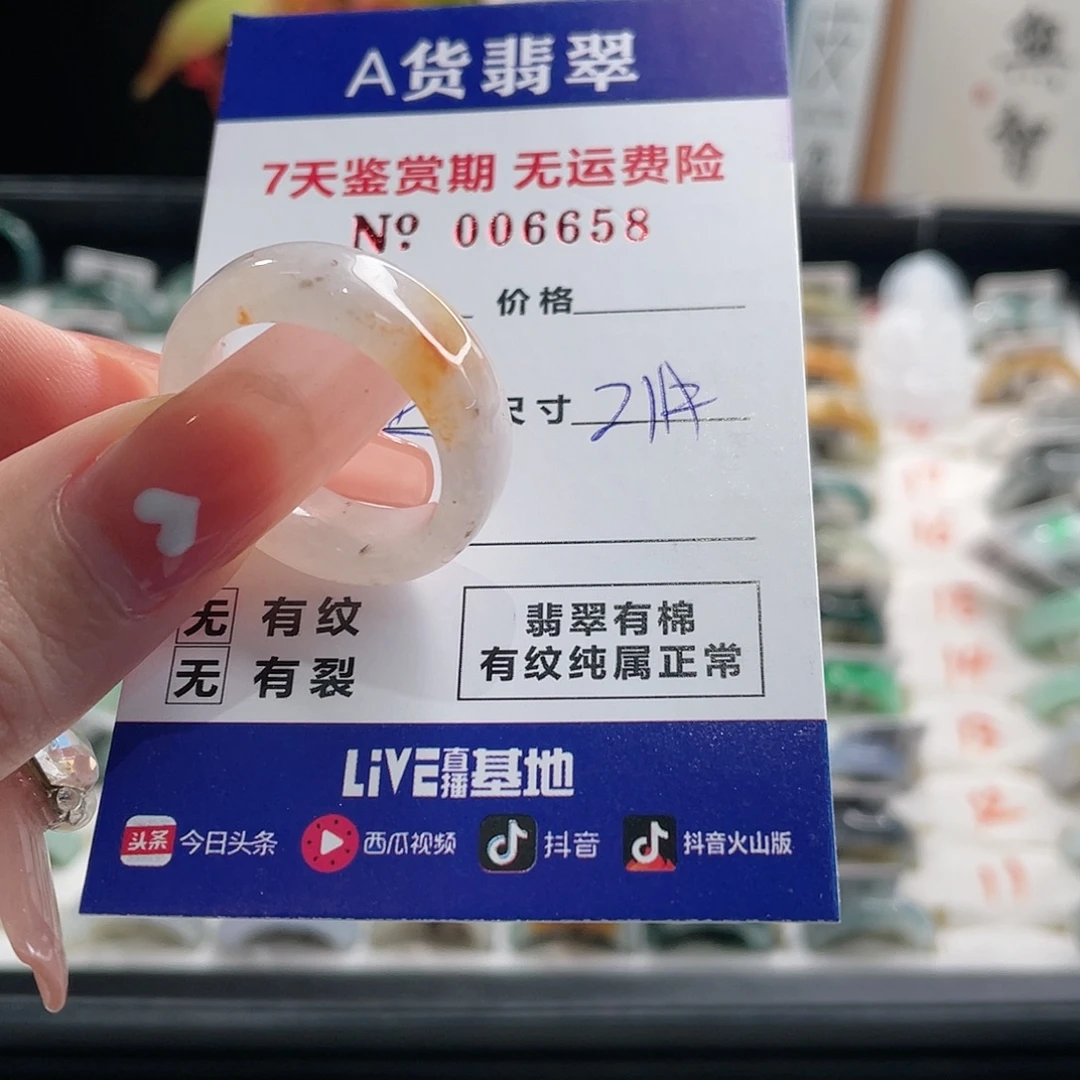 A货翡翠
7天鉴赏期 无运费险
Nº 006658
价格
尺寸 21#
无 有纹
无 有裂
翡翠有棉
有纹纯属正常
LiVE直播基地
头条 今日头条 西瓜视频 抖音 抖音火山版